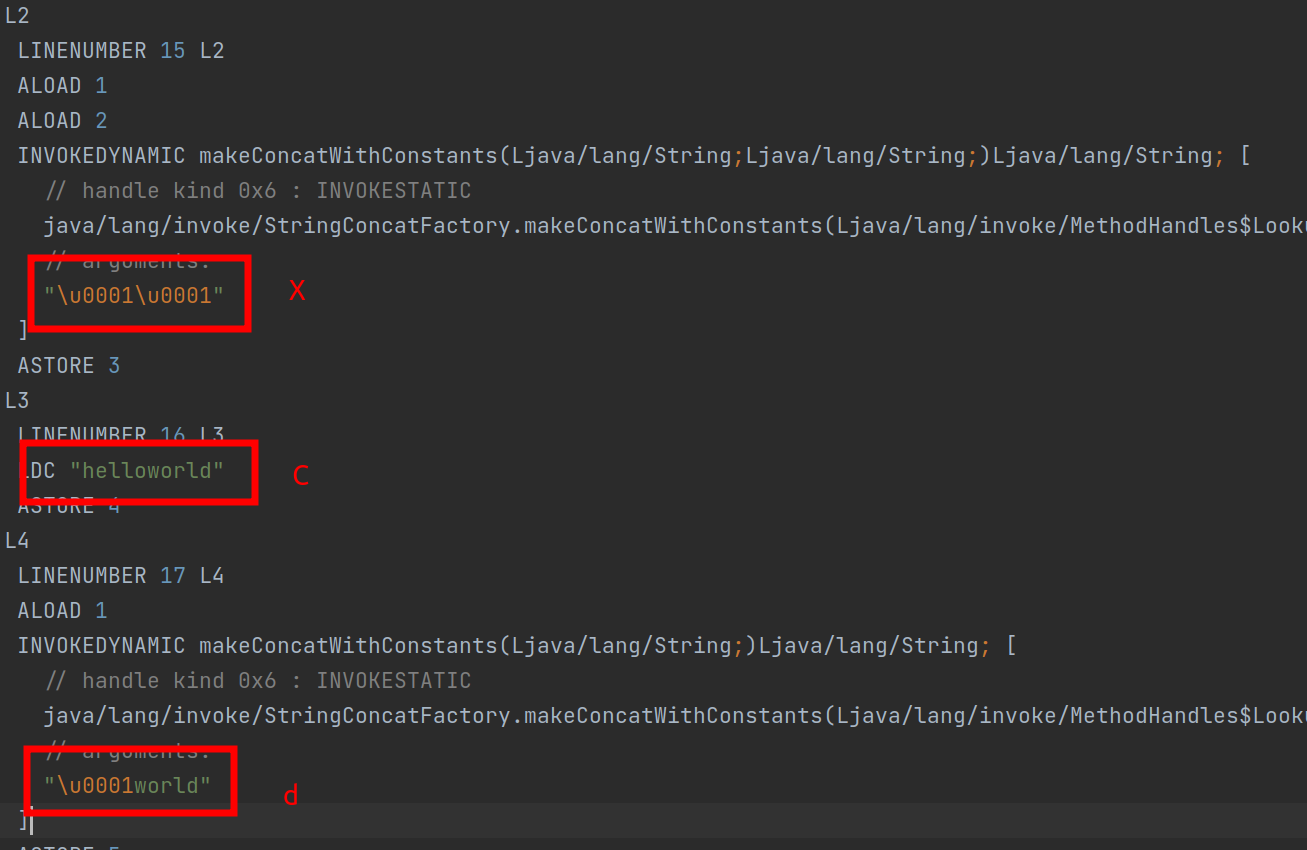 L2
LINENUMBER 15 L2
ALOAD 1
ALOAD 2
INVOKEDYNAMIC makeConcatWithConstants(Ljava/lang/String;Ljava/lang/String;)Ljava/lang/String; [
// handle kind 0x6 : INVOKESTATIC
java/lang/invoke/StringConcatFactory.makeConcatWithConstants(Ljava/lang/invoke/MethodHandles$Looku
// arguments:
"\u0001\u0001" X
]
ASTORE 3
L3
LINENUMBER 16 L3
LDC "helloworld" C
ASTORE 4
L4
LINENUMBER 17 L4
ALOAD 1
INVOKEDYNAMIC makeConcatWithConstants(Ljava/lang/String;)Ljava/lang/String; [
// handle kind 0x6 : INVOKESTATIC
java/lang/invoke/StringConcatFactory.makeConcatWithConstants(Ljava/lang/invoke/MethodHandles$Looku
// arguments:
"\u0001world" d
]
ASTORE 5